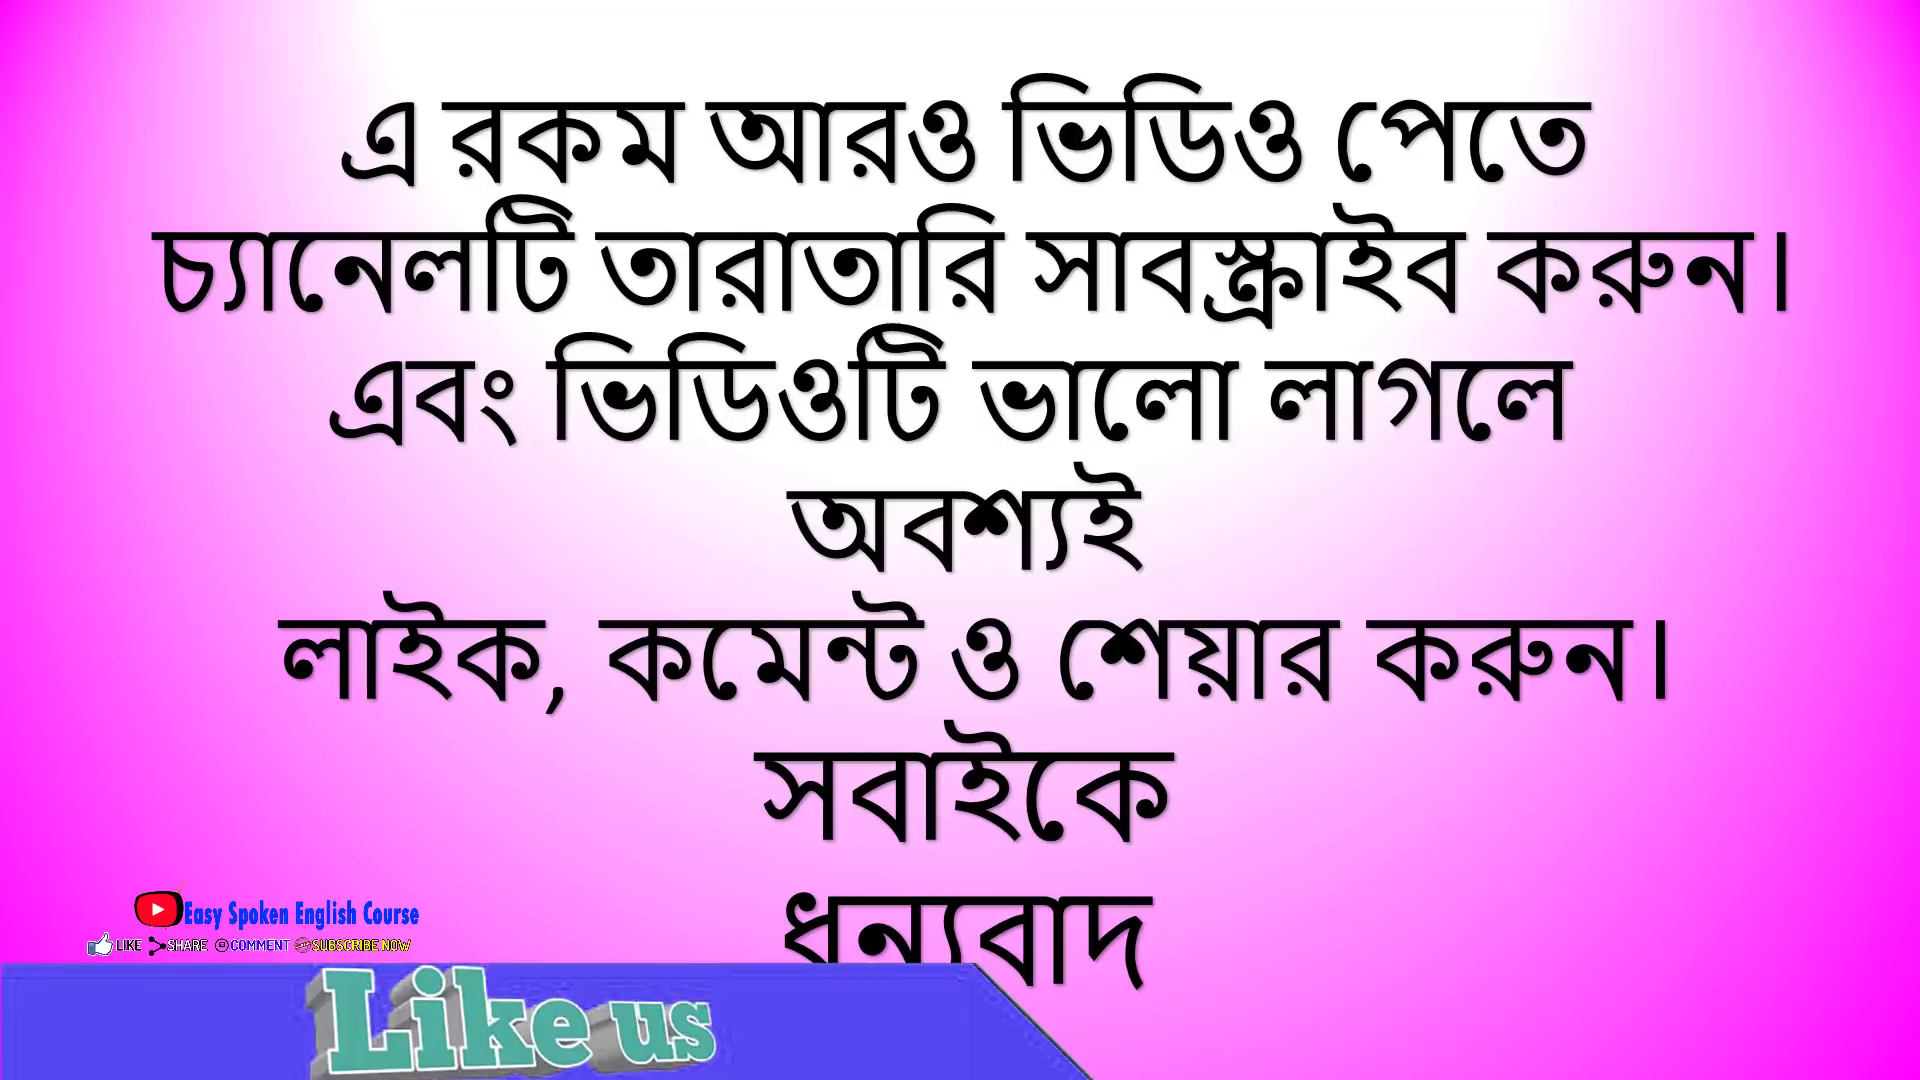 এ রকম আরও ভিডিও পেতে
চ্যানেলটি তারাতারি সাবস্ক্রাইব করুন।
এবং ভিডিওটি ভালো লাগলে
অবশ্যই
লাইক, কমেন্ট ও শেয়ার করুন।
সবাইকে
ধন্যবাদ
Easy Spoken English Course
LIKE SHARE COMMENT SUBSCRIBE NOW
Like us